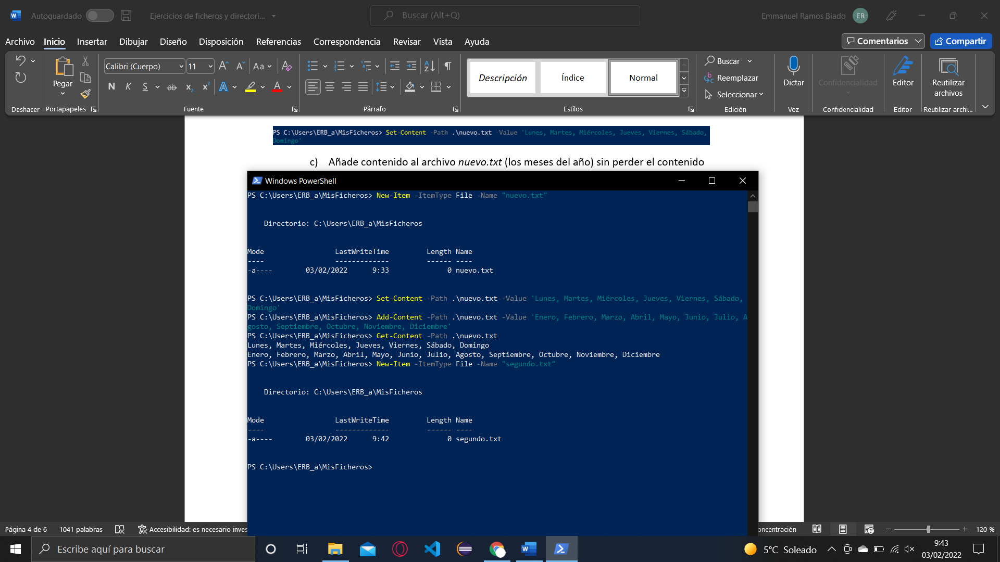 Autoguardado
Ejercicios de ficheros y directori...
Buscar (Alt+Q)
Emmanuel Ramos Biado
ER
Archivo Inicio Insertar Dibujar Diseño Disposición Referencias Correspondencia Revisar Vista Ayuda
Comentarios
Compartir
Pegar
Calibri (Cuerpo) 11
Aa
N K S ab x₂ x²
Descripción
Índice
Normal
Buscar
Reemplazar
Seleccionar
Dictar
Confidencialidad
Editor
Reutilizar
archivos
Deshacer Portapapeles Fuente Párrafo Estilos Edición Voz Confidencialidad Editor Reutilizar archi...
PS C:\Users\ERB_a\MisFicheros> Set-Content -Path .\nuevo.txt -Value 'Lunes, Martes, Miércoles, Jueves, Viernes, Sábado,
Domingo'
c) Añade contenido al archivo nuevo.txt (los meses del año) sin perder el contenido
Windows PowerShell
PS C:\Users\ERB_a\MisFicheros> New-Item -ItemType File -Name "nuevo.txt"
Directorio: C:\Users\ERB_a\MisFicheros
Mode LastWriteTime Length Name
---- ------------- ------ ----
-a---- 03/02/2022 9:33 0 nuevo.txt
PS C:\Users\ERB_a\MisFicheros> Set-Content -Path .\nuevo.txt -Value 'Lunes, Martes, Miércoles, Jueves, Viernes, Sábado,
Domingo'
PS C:\Users\ERB_a\MisFicheros> Add-Content -Path .\nuevo.txt -Value 'Enero, Febrero, Marzo, Abril, Mayo, Junio, Julio, A
gosto, Septiembre, Octubre, Noviembre, Diciembre'
PS C:\Users\ERB_a\MisFicheros> Get-Content -Path .\nuevo.txt
Lunes, Martes, Miércoles, Jueves, Viernes, Sábado, Domingo
Enero, Febrero, Marzo, Abril, Mayo, Junio, Julio, Agosto, Septiembre, Octubre, Noviembre, Diciembre
PS C:\Users\ERB_a\MisFicheros> New-Item -ItemType File -Name "segundo.txt"
Directorio: C:\Users\ERB_a\MisFicheros
Mode LastWriteTime Length Name
---- ------------- ------ ----
-a---- 03/02/2022 9:42 0 segundo.txt
PS C:\Users\ERB_a\MisFicheros>
Página 4 de 6 1041 palabras Accesibilidad: es necesario inves
oncentración
120 %
Escribe aquí para buscar
5°C Soleado
9:43
03/02/2022